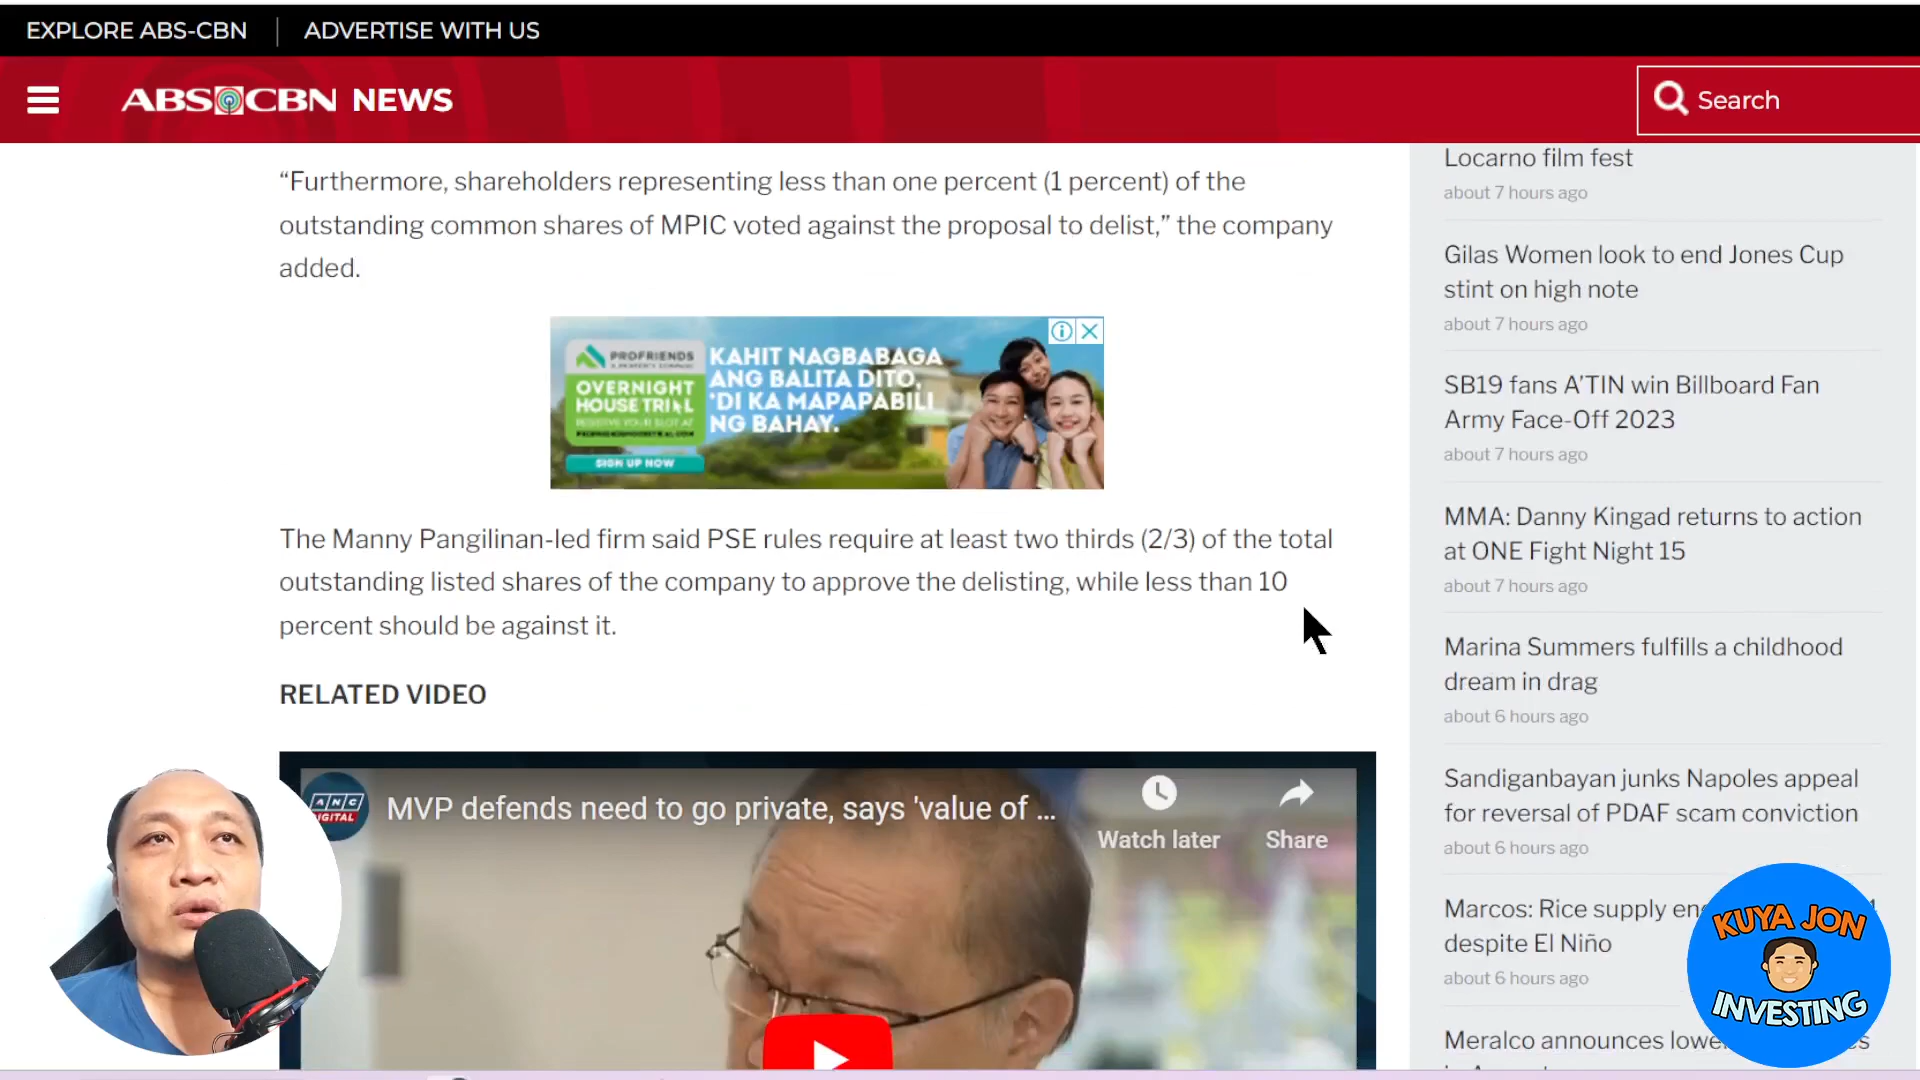 EXPLORE ABS-CBN
ADVERTISE WITH US
ABS-CBN NEWS
Search
“Furthermore, shareholders representing less than one percent (1 percent) of the
outstanding common shares of MPIC voted against the proposal to delist,” the company
added.
PROFRIENDS
OVERNIGHT
HOUSE TRIAL
RESERVE YOUR SLOT AT
SIGN UP NOW
KAHIT NAGBABAGA
ANG BALITA DITO,
'DI KA MAPAPABILI
NG BAHAY.
The Manny Pangilinan-led firm said PSE rules require at least two thirds (2/3) of the total
outstanding listed shares of the company to approve the delisting, while less than 10
percent should be against it.
RELATED VIDEO
ANC
DIGITAL
MVP defends need to go private, says 'value of ...
Watch later
Share
Locarno film fest
about 7 hours ago
Gilas Women look to end Jones Cup
stint on high note
about 7 hours ago
SB19 fans A’TIN win Billboard Fan
Army Face-Off 2023
about 7 hours ago
MMA: Danny Kingad returns to action
at ONE Fight Night 15
about 7 hours ago
Marina Summers fulfills a childhood
dream in drag
about 6 hours ago
Sandiganbayan junks Napoles appeal
for reversal of PDAF scam conviction
about 6 hours ago
Marcos: Rice supply
despite El Niño
about 6 hours ago
Meralco announces
KUYA JON
INVESTING